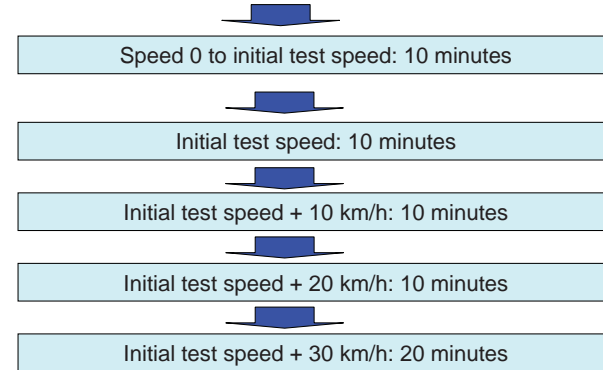 Speed 0 to initial test speed: 10 minutes
Initial test speed: 10 minutes
Initial test speed + 10 km/h: 10 minutes
Initial test speed + 20 km/h: 10 minutes
Initial test speed + 30 km/h: 20 minutes